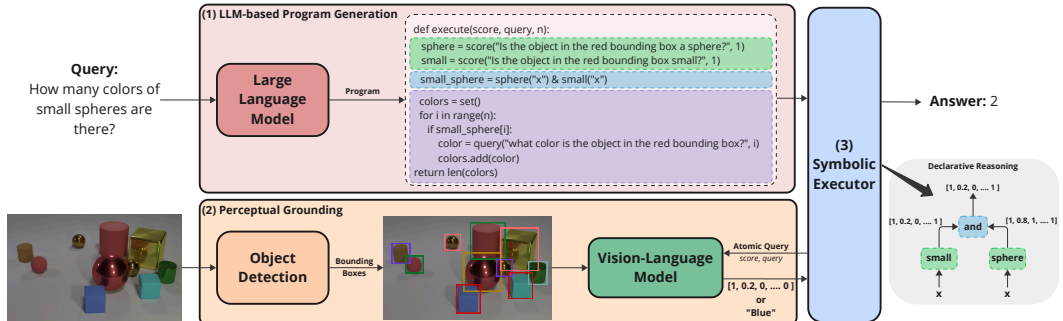 (1) LLM-based Program Generation
Query:
How many colors of
small spheres are
there?
Large
Language
Model
Program
def execute(score, query, n):
sphere = score("Is the object in the red bounding box a sphere?", 1)
small = score("Is the object in the red bounding box small?", 1)
small_sphere = sphere("x") & small("x")
colors = set()
for i in range(n):
if small_sphere[i]:
color = query("what color is the object in the red bounding box?", i)
colors.add(color)
return len(colors)
(3)
Symbolic
Executor
Answer: 2
Declarative Reasoning
[1, 0.2, 0, .... 1 ]
[1, 0.2, 0, .... 1 ]
[1, 0.8, 1, .... 1]
and
small
sphere
x
x
(2) Perceptual Grounding
Object
Detection
Bounding
Boxes
Vision-Language
Model
Atomic Query
score, query
[1, 0.2, 0, .... 0 ]
or
"Blue"